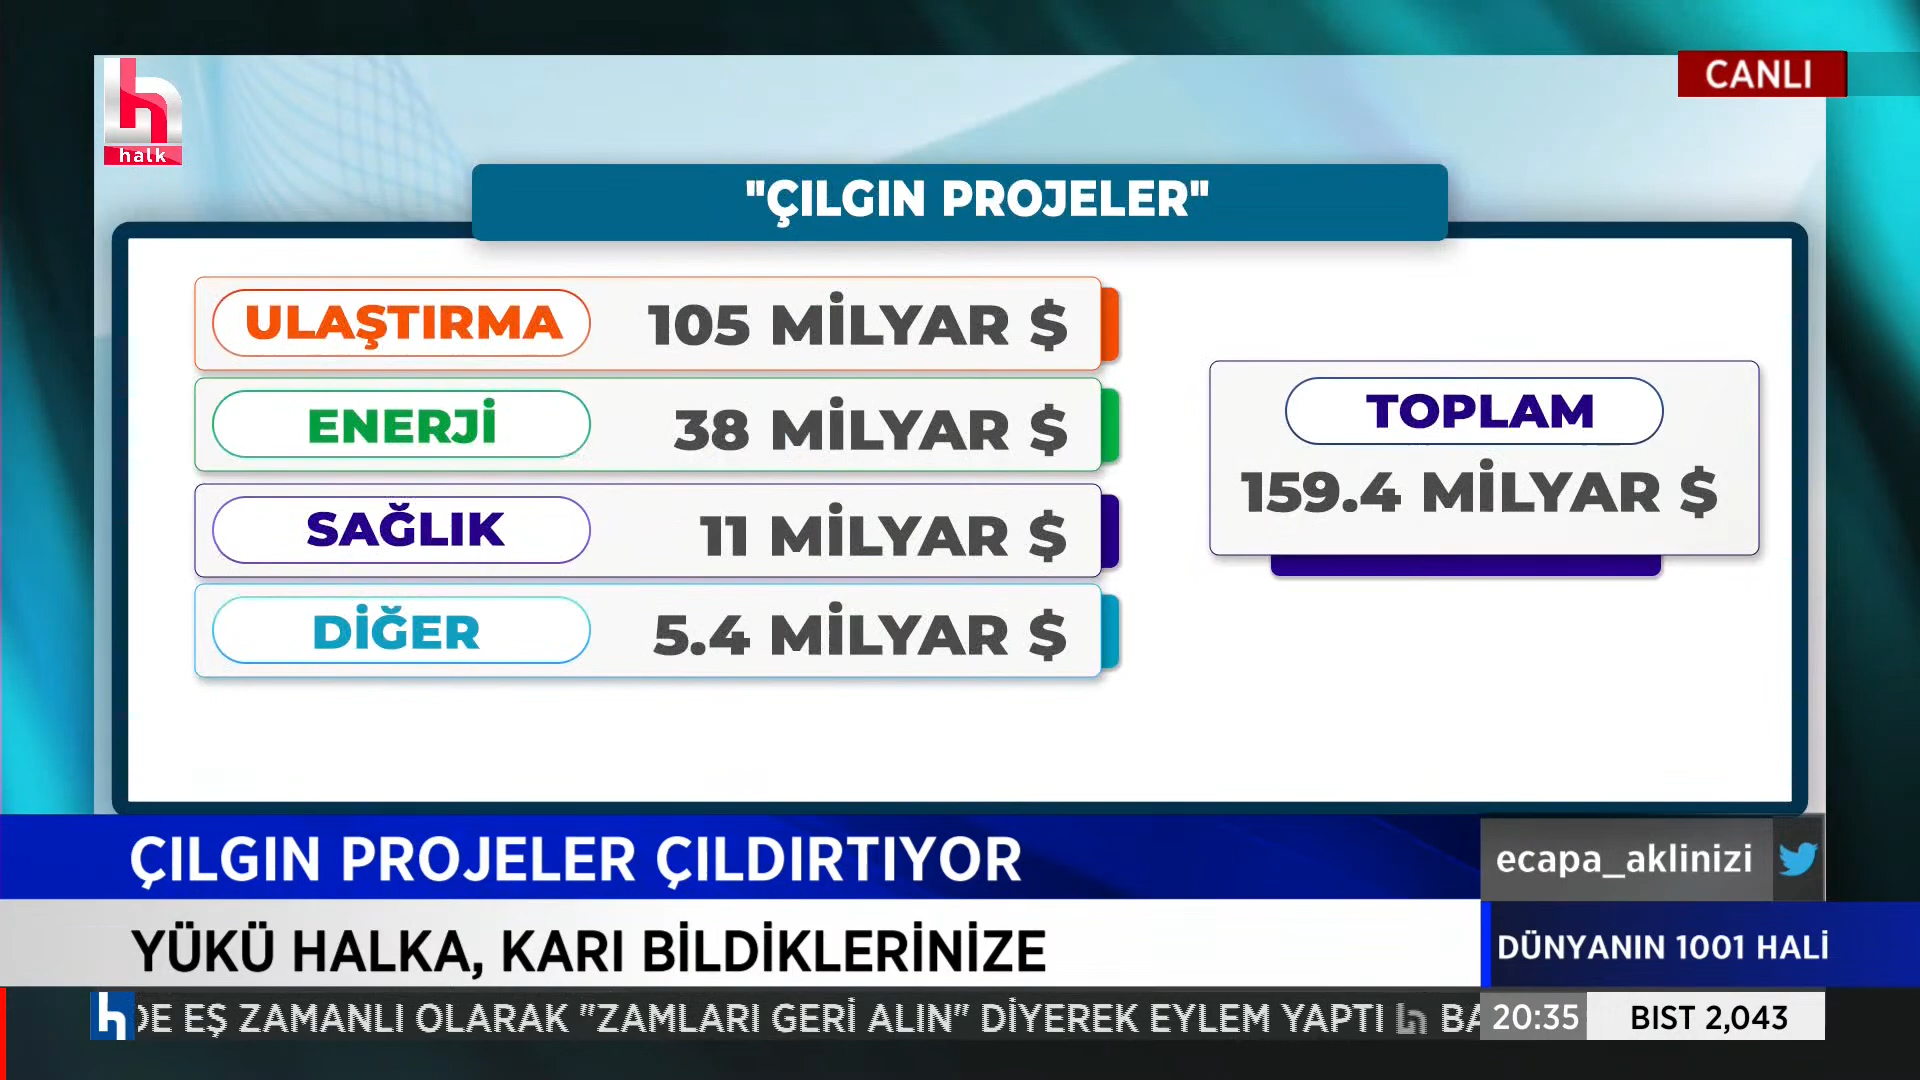 halk
CANLI
"ÇILGIN PROJELER"
ULAŞTIRMA 105 MİLYAR $
ENERJİ 38 MİLYAR $
SAĞLIK 11 MİLYAR $
DİĞER 5.4 MİLYAR $
TOPLAM
159.4 MİLYAR $
ÇILGIN PROJELER ÇILDIRTIYOR
ecapa_aklinizi
YÜKÜ HALKA, KARI BİLDİKLERİNİZE
DÜNYANIN 1001 HALİ
DE EŞ ZAMANLI OLARAK "ZAMLARI GERİ ALIN" DİYEREK EYLEM YAPTI
20:35
BIST 2,043